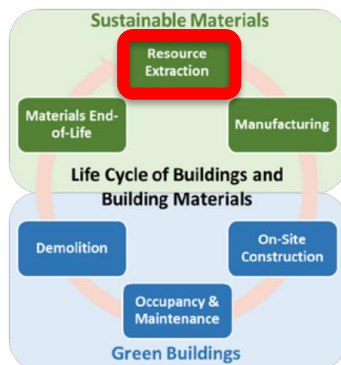 Sustainable Materials
Resource
Extraction
Materials End-
of-Life
Manufacturing
Life Cycle of Buildings and
Building Materials
Demolition
On-Site
Construction
Occupancy &
Maintenance
Green Buildings